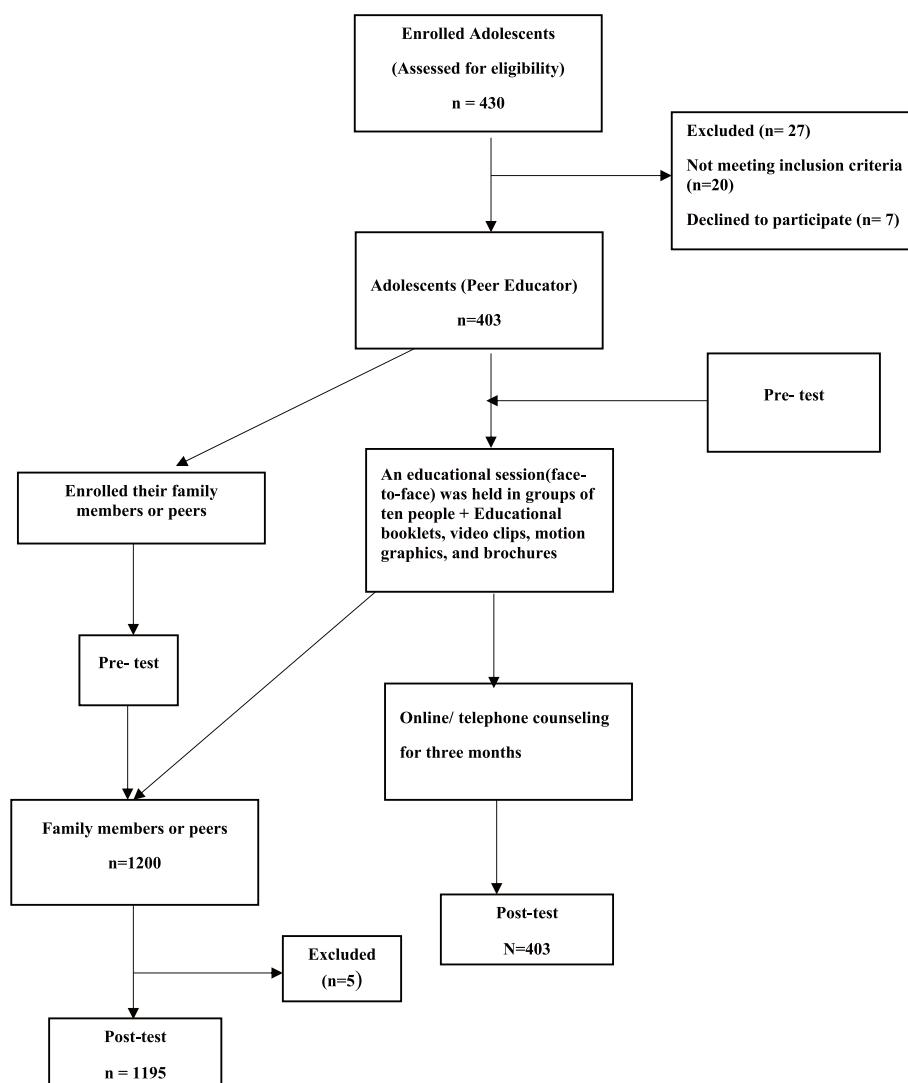 Enrolled Adolescents
(Assessed for eligibility)
n = 430
Excluded (n= 27)
Not meeting inclusion criteria
(n=20)
Declined to participate (n= 7)
Adolescents (Peer Educator)
n=403
Pre- test
An educational session(face-
to-face) was held in groups of
ten people + Educational
booklets, video clips, motion
graphics, and brochures
Enrolled their family
members or peers
Pre- test
Online/ telephone counseling
for three months
Family members or peers
n=1200
Post-test
N=403
Excluded
(n=5)
Post-test
n = 1195